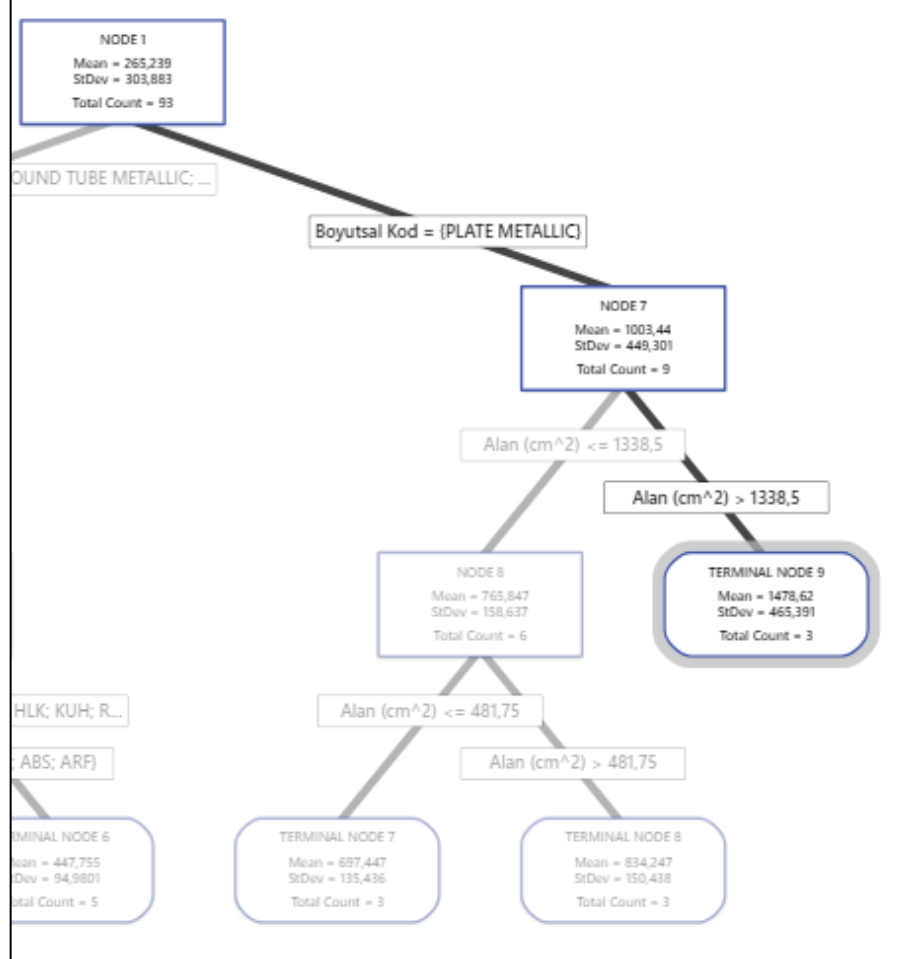 NODE 1
Mean = 265,239
StDev = 303,883
Total Count = 93
OUND TUBE METALLIC; ...
Boyutsal Kod = {PLATE METALLIC}
NODE 7
Mean = 1003,44
StDev = 449,301
Total Count = 9
Alan (cm^2) <= 1338,5
Alan (cm^2) > 1338,5
NODE 8
Mean = 765,847
StDev = 158,637
Total Count = 6
TERMINAL NODE 9
Mean = 1478,62
StDev = 465,391
Total Count = 3
HLK; KUH; R...
Alan (cm^2) <= 481,75
; ABS; ARF}
Alan (cm^2) > 481,75
RMINAL NODE 6
ean = 447,755
Dev = 94,9801
otal Count = 5
TERMINAL NODE 7
Mean = 697,447
StDev = 135,436
Total Count = 3
TERMINAL NODE 8
Mean = 834,247
StDev = 150,438
Total Count = 3